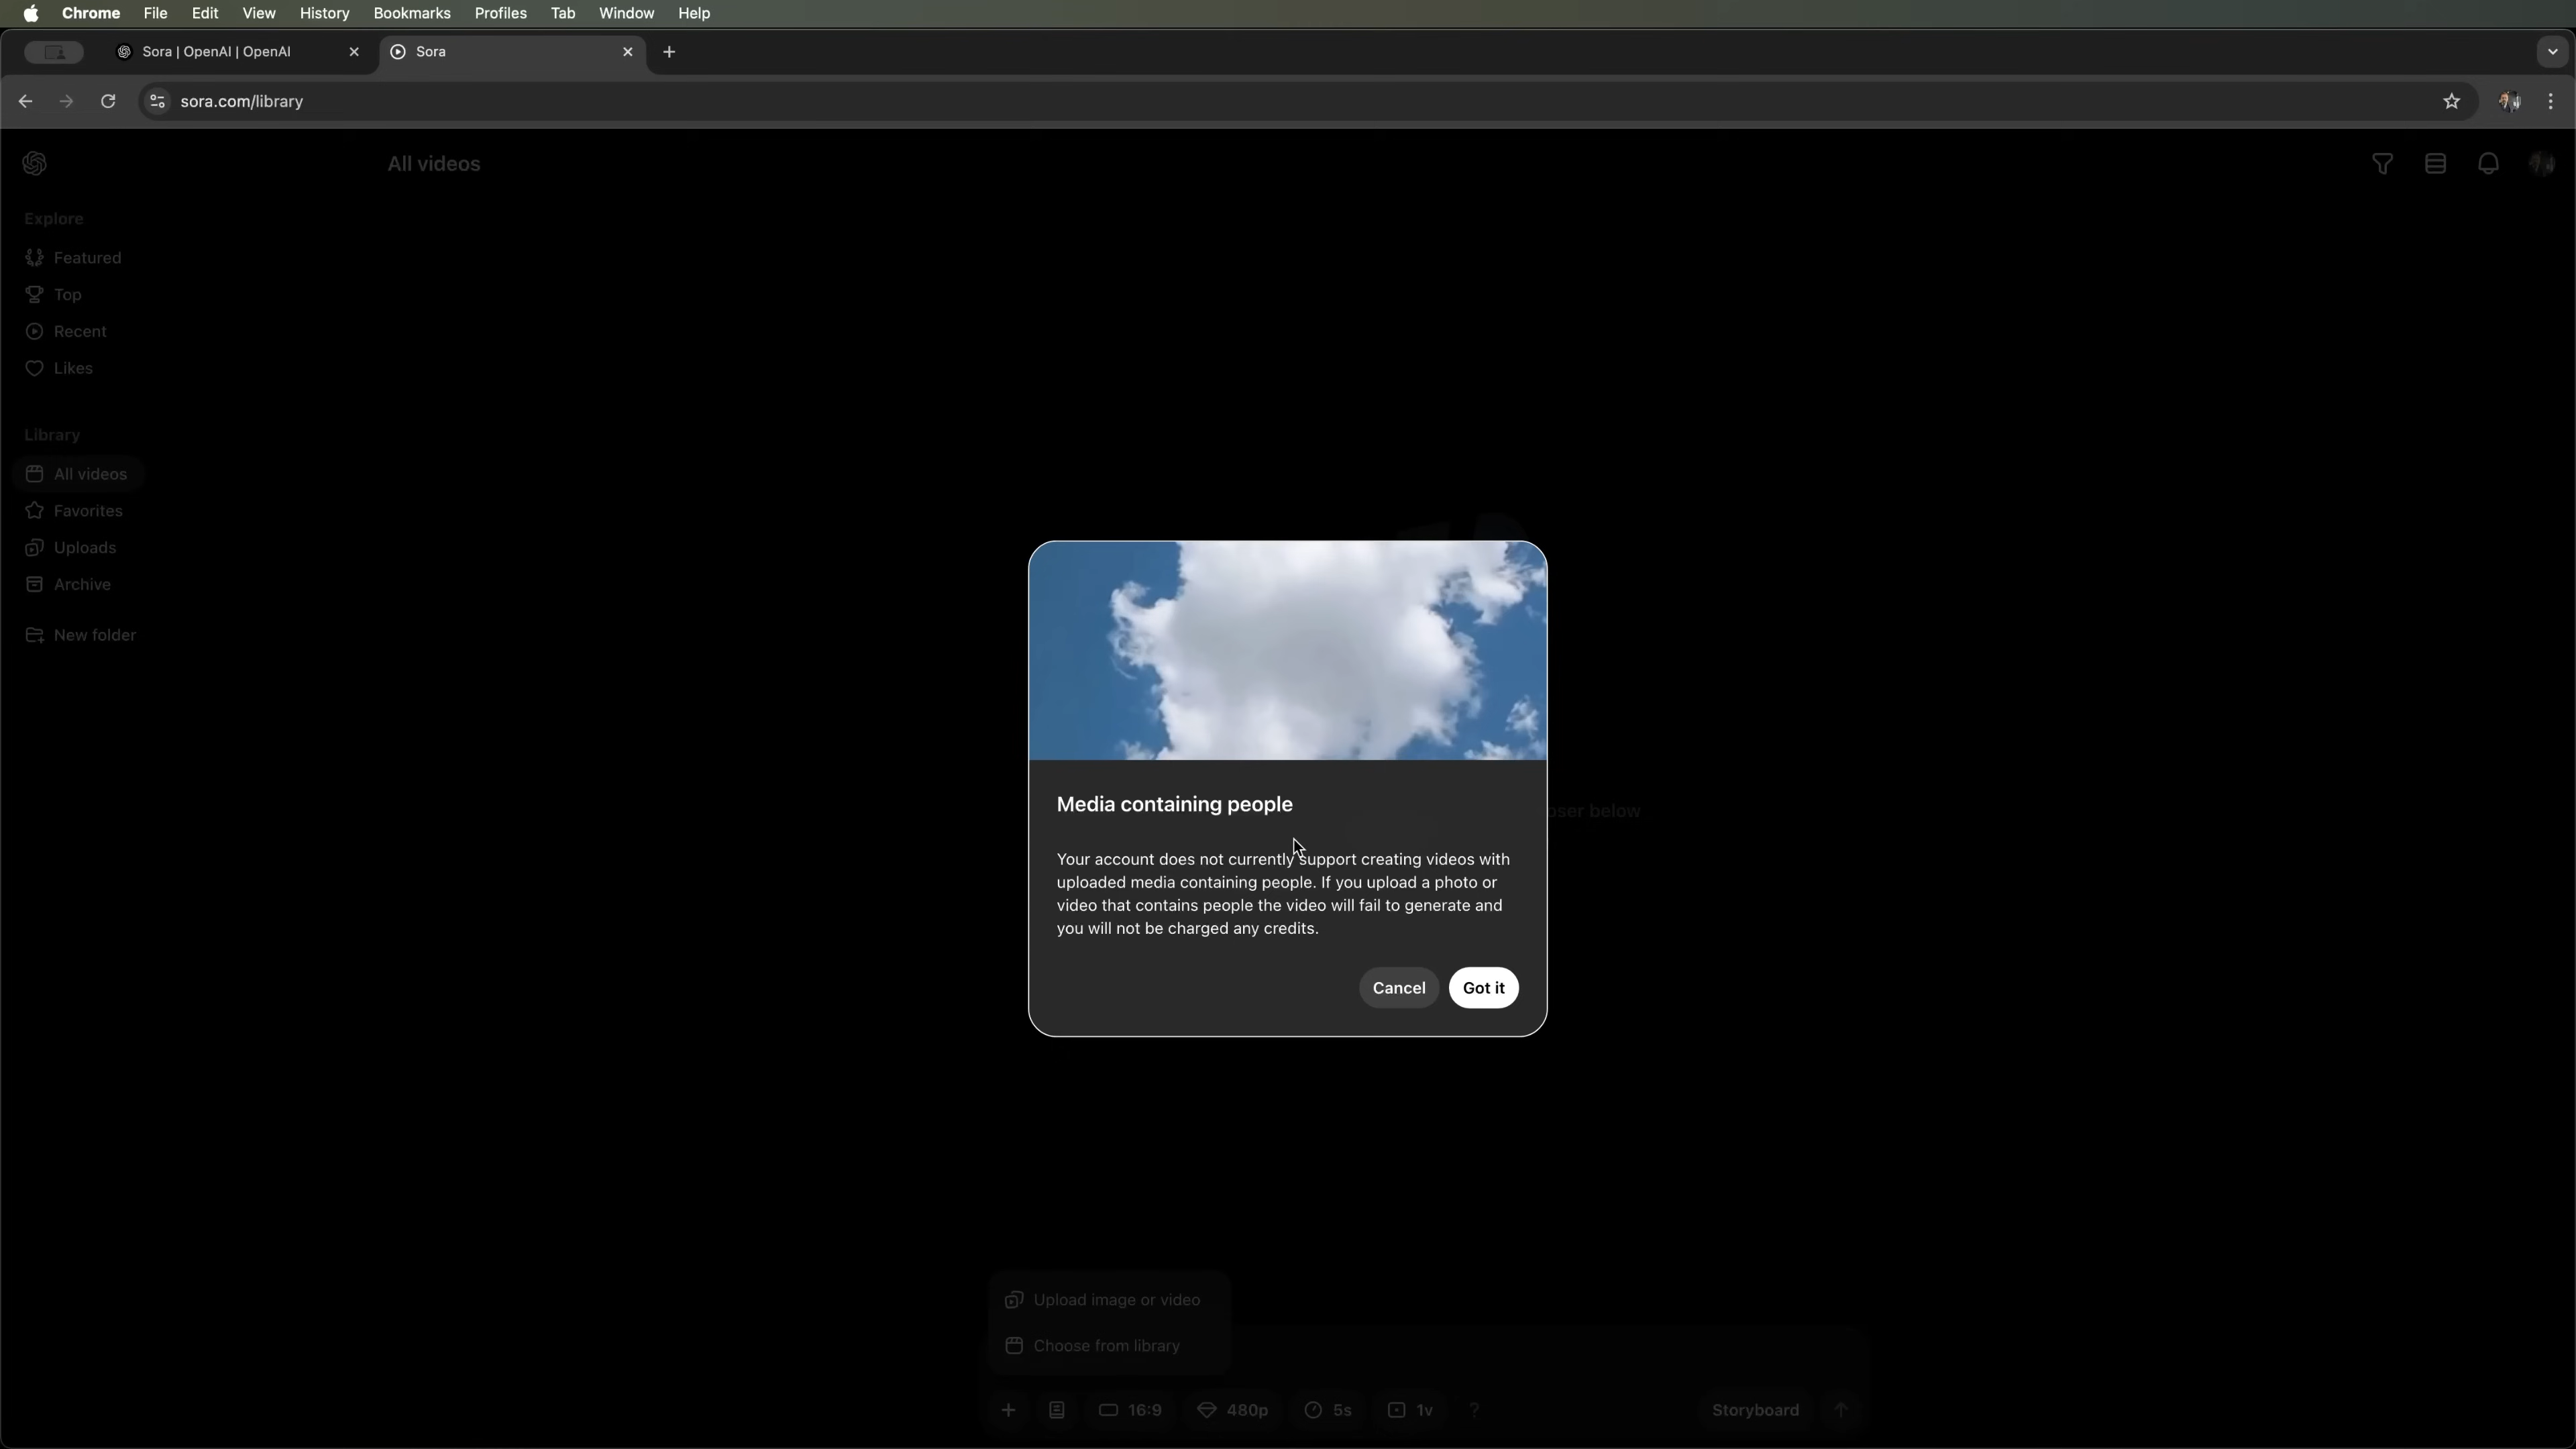 Chrome File Edit View History Bookmarks Profiles Tab Window Help
Sora | OpenAI | OpenAI
Sora
sora.com/library
All videos
Explore
Featured
Top
Recent
Likes
Library
All videos
Favorites
Uploads
Archive
New folder
Media containing people
oser below
Your account does not currently support creating videos with
uploaded media containing people. If you upload a photo or
video that contains people the video will fail to generate and
you will not be charged any credits.
Cancel Got it
Upload image or video
Choose from library
16:9 480p 5s 1v ? Storyboard